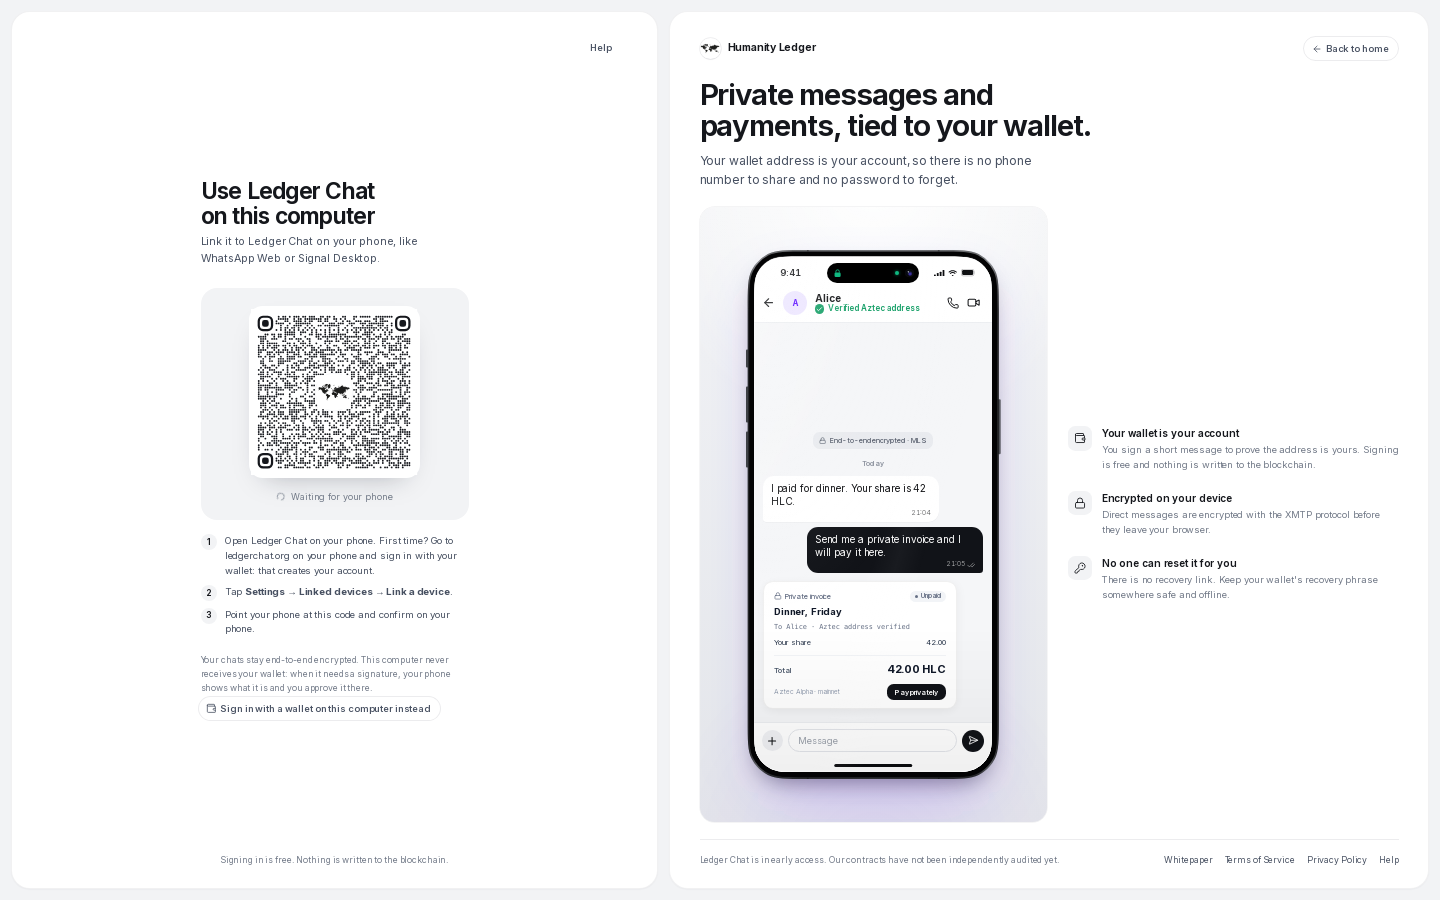 Help
Use Ledger Chat
on this computer
Link it to Ledger Chat on your phone, like
WhatsApp Web or Signal Desktop.
Waiting for your phone
1 Open Ledger Chat on your phone. First time? Go to
ledgerchat.org on your phone and sign in with your
wallet: that creates your account.
2 Tap Settings → Linked devices → Link a device.
3 Point your phone at this code and confirm on your
phone.
Your chats stay end-to-end encrypted. This computer never
receives your wallet: when it needs a signature, your phone
shows what it is and you approve it there.
Sign in with a wallet on this computer instead
Signing in is free. Nothing is written to the blockchain.
Humanity Ledger
← Back to home
Private messages and
payments, tied to your wallet.
Your wallet address is your account, so there is no phone
number to share and no password to forget.
9:41
A
Alice
Verified Aztec address
End-to-end encrypted · MLS
Today
I paid for dinner. Your share is 42
HLC.
21:04
Send me a private invoice and I
will pay it here.
21:05
Private invoice
Unpaid
Dinner, Friday
To Alice · Aztec address verified
Your share 42.00
Total 42.00 HLC
Aztec Alpha · mainnet
Pay privately
Message
Your wallet is your account
You sign a short message to prove the address is yours. Signing
is free and nothing is written to the blockchain.
Encrypted on your device
Direct messages are encrypted with the XMTP protocol before
they leave your browser.
No one can reset it for you
There is no recovery link. Keep your wallet's recovery phrase
somewhere safe and offline.
Ledger Chat is in early access. Our contracts have not been independently audited yet.
Whitepaper Terms of Service Privacy Policy Help